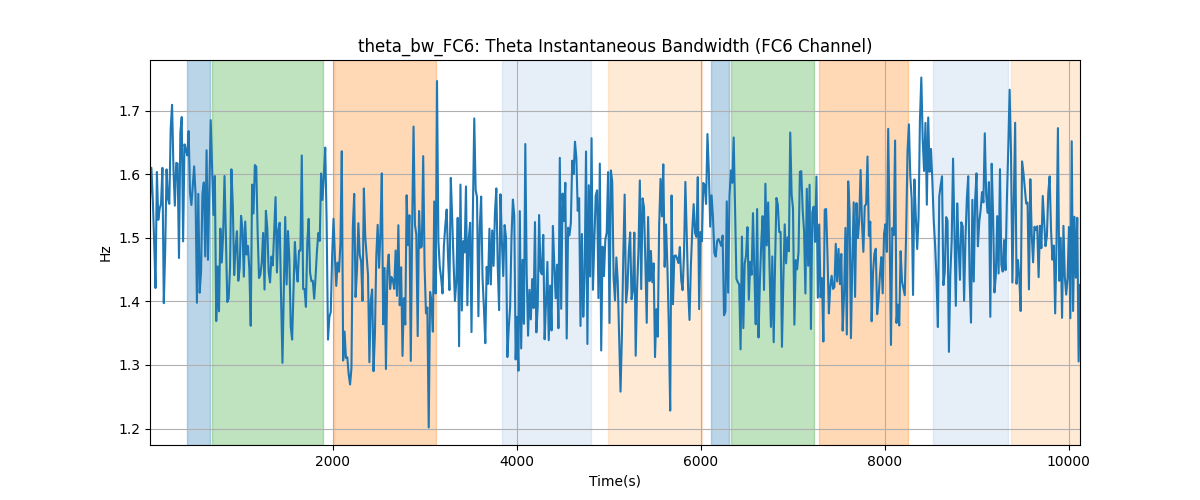 theta_bw_FC6: Theta Instantaneous Bandwidth (FC6 Channel)
Hz
1.7
1.6
1.5
1.4
1.3
1.2
2000 4000 6000 8000 10000
Time(s)